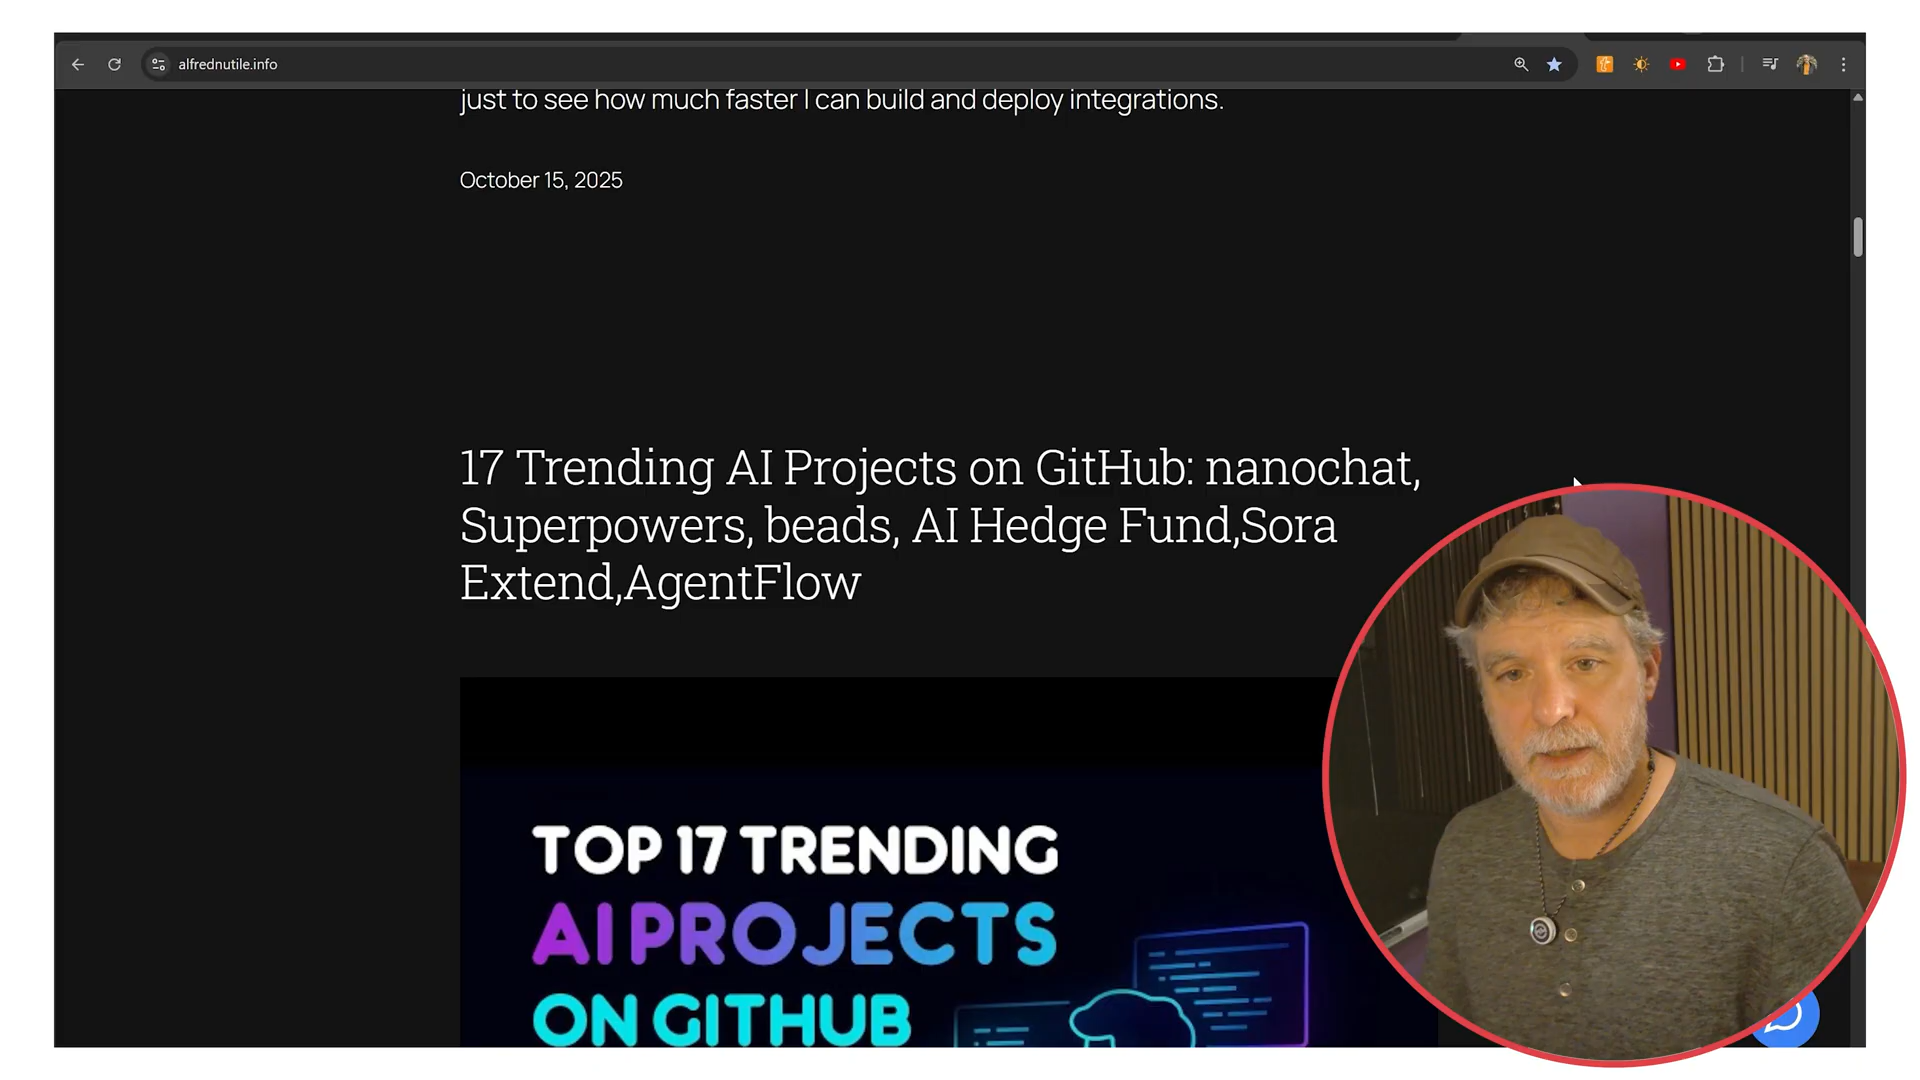 alfrednutile.info
just to see how much faster I can build and deploy integrations.
October 15, 2025
17 Trending AI Projects on GitHub: nanochat,
Superpowers, beads, AI Hedge Fund,Sora
Extend,AgentFlow
TOP 17 TRENDING
AI PROJECTS
ON GITHUB